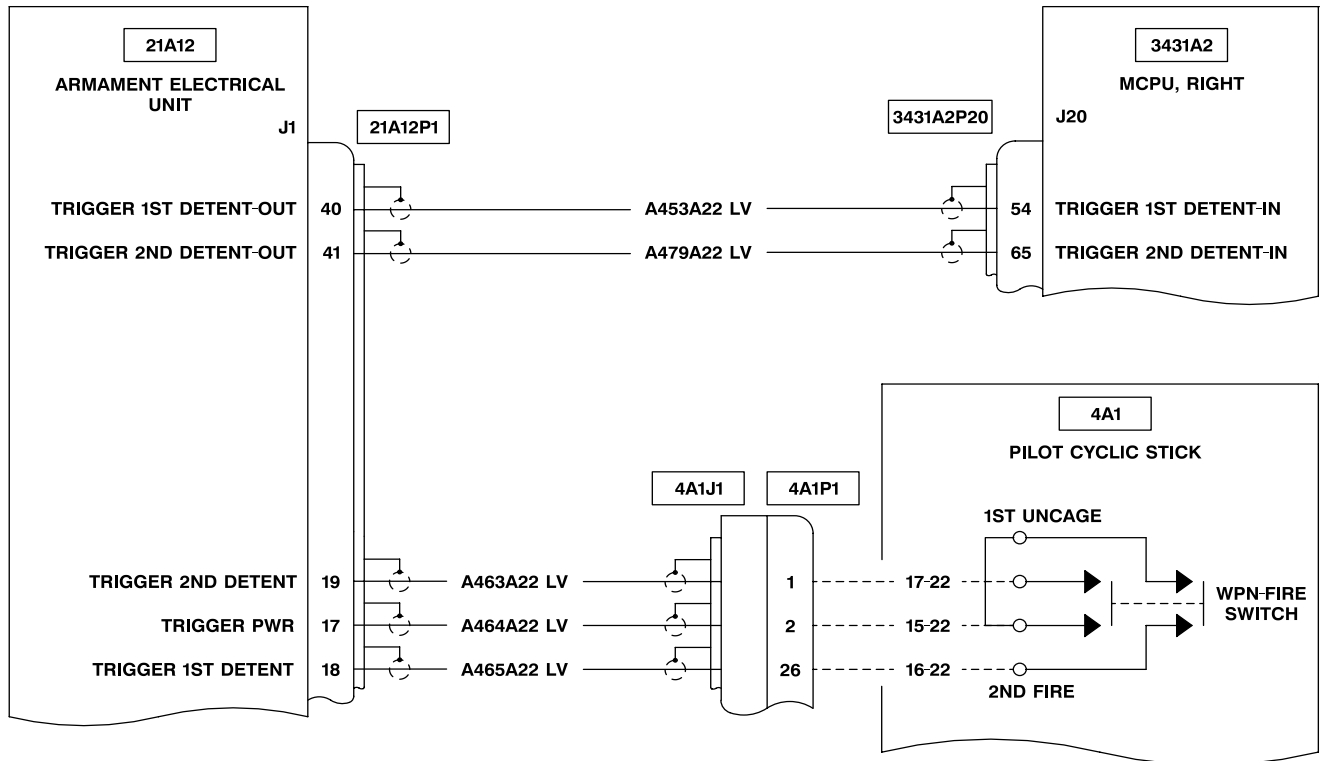 21A12
ARMAMENT ELECTRICAL
UNIT
J1
21A12P1
3431A2P20
3431A2
MCPU, RIGHT
J20
TRIGGER 1ST DETENT-OUT 40 A453A22 LV 54 TRIGGER 1ST DETENT-IN
TRIGGER 2ND DETENT-OUT 41 A479A22 LV 65 TRIGGER 2ND DETENT-IN
4A1
PILOT CYCLIC STICK
4A1J1
4A1P1
1ST UNCAGE
TRIGGER 2ND DETENT 19 A463A22 LV 1 17-22
TRIGGER PWR 17 A464A22 LV 2 15-22
TRIGGER 1ST DETENT 18 A465A22 LV 26 16-22
WPN-FIRE
SWITCH
2ND FIRE